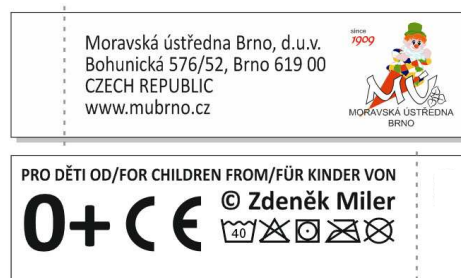 Moravská ústředna Brno, d.u.v.
Bohunická 576/52, Brno 619 00
CZECH REPUBLIC
www.mubrno.cz
since
1909
MÚ
MORAVSKÁ ÚSTŘEDNA
BRNO
PRO DĚTI OD/FOR CHILDREN FROM/FÜR KINDER VON
0+ CE
© Zdeněk Miler
40